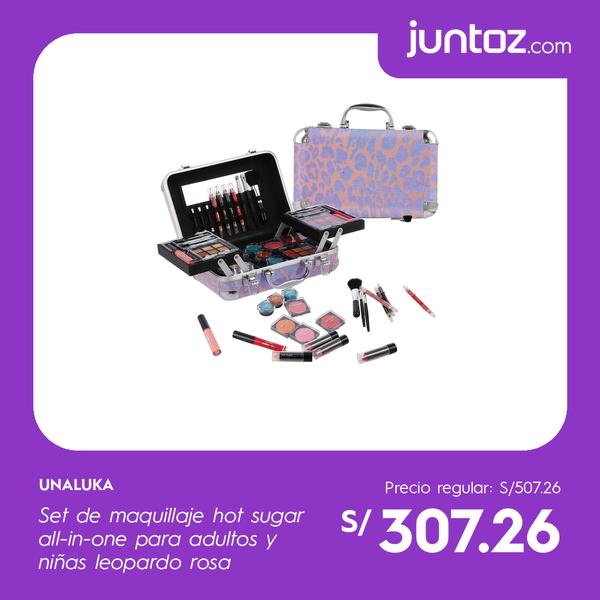 juntoz.com
UNALUKA
Set de maquillaje hot sugar
all-in-one para adultos y
niñas leopardo rosa
Precio regular: S/507.26
S/ 307.26